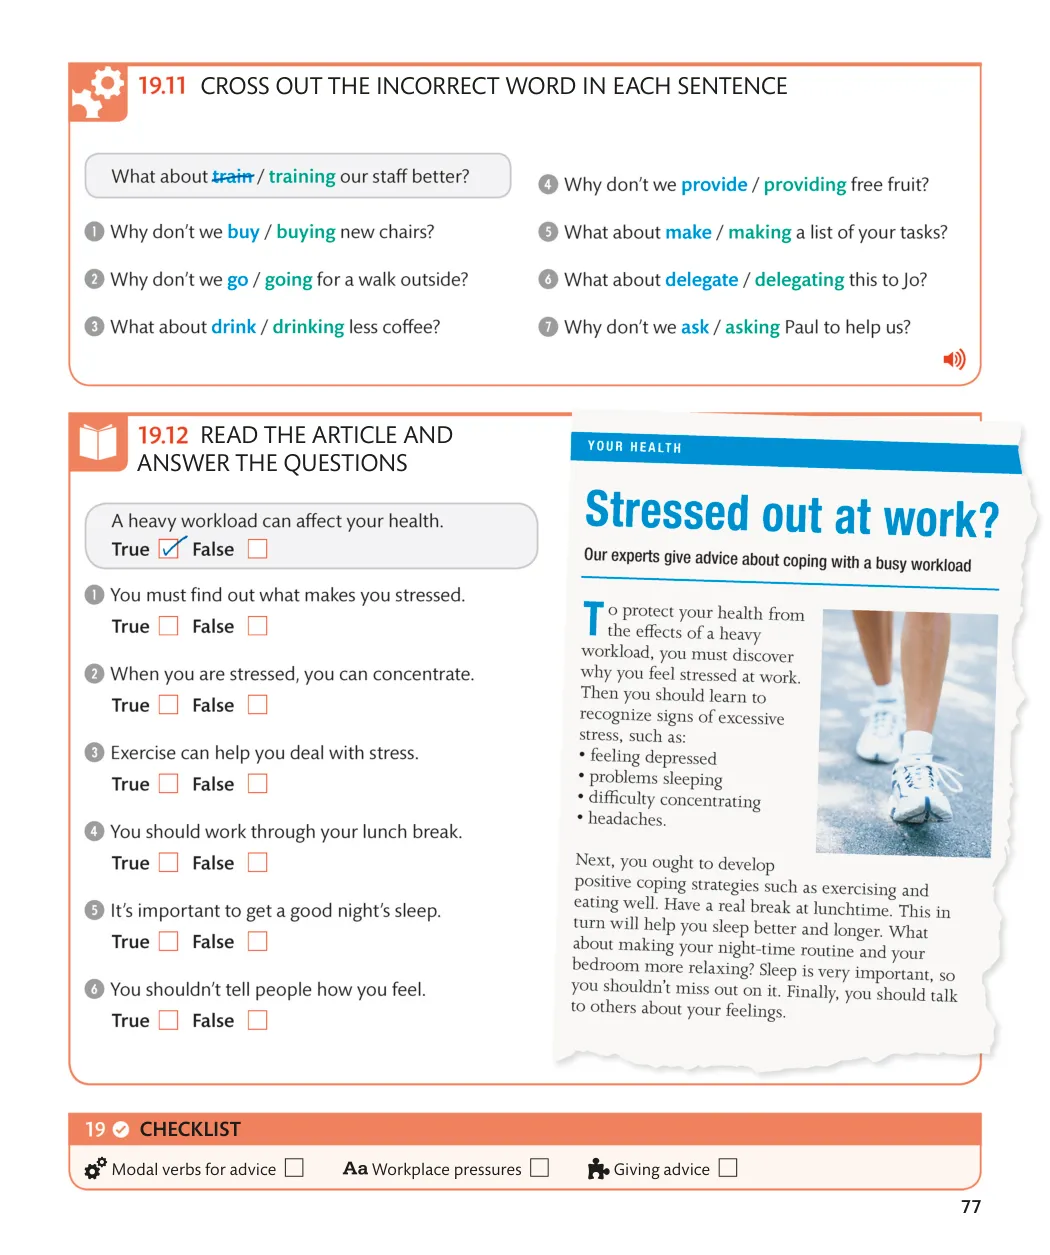 19.11 CROSS OUT THE INCORRECT WORD IN EACH SENTENCE
What about train / training our staff better?
1 Why don't we buy / buying new chairs?
2 Why don't we go / going for a walk outside?
3 What about drink / drinking less coffee?
4 Why don't we provide / providing free fruit?
5 What about make / making a list of your tasks?
6 What about delegate / delegating this to Jo?
7 Why don't we ask / asking Paul to help us?
19.12 READ THE ARTICLE AND
ANSWER THE QUESTIONS
A heavy workload can affect your health.
True False
1 You must find out what makes you stressed.
True False
2 When you are stressed, you can concentrate.
True False
3 Exercise can help you deal with stress.
True False
4 You should work through your lunch break.
True False
5 It's important to get a good night's sleep.
True False
6 You shouldn't tell people how you feel.
True False
YOUR HEALTH
Stressed out at work?
Our experts give advice about coping with a busy workload
To protect your health from
the effects of a heavy
workload, you must discover
why you feel stressed at work.
Then you should learn to
recognize signs of excessive
stress, such as:
• feeling depressed
• problems sleeping
• difficulty concentrating
• headaches.
Next, you ought to develop
positive coping strategies such as exercising and
eating well. Have a real break at lunchtime. This in
turn will help you sleep better and longer. What
about making your night-time routine and your
bedroom more relaxing? Sleep is very important, so
you shouldn't miss out on it. Finally, you should talk
to others about your feelings.
19 CHECKLIST
Modal verbs for advice Aa Workplace pressures Giving advice
77